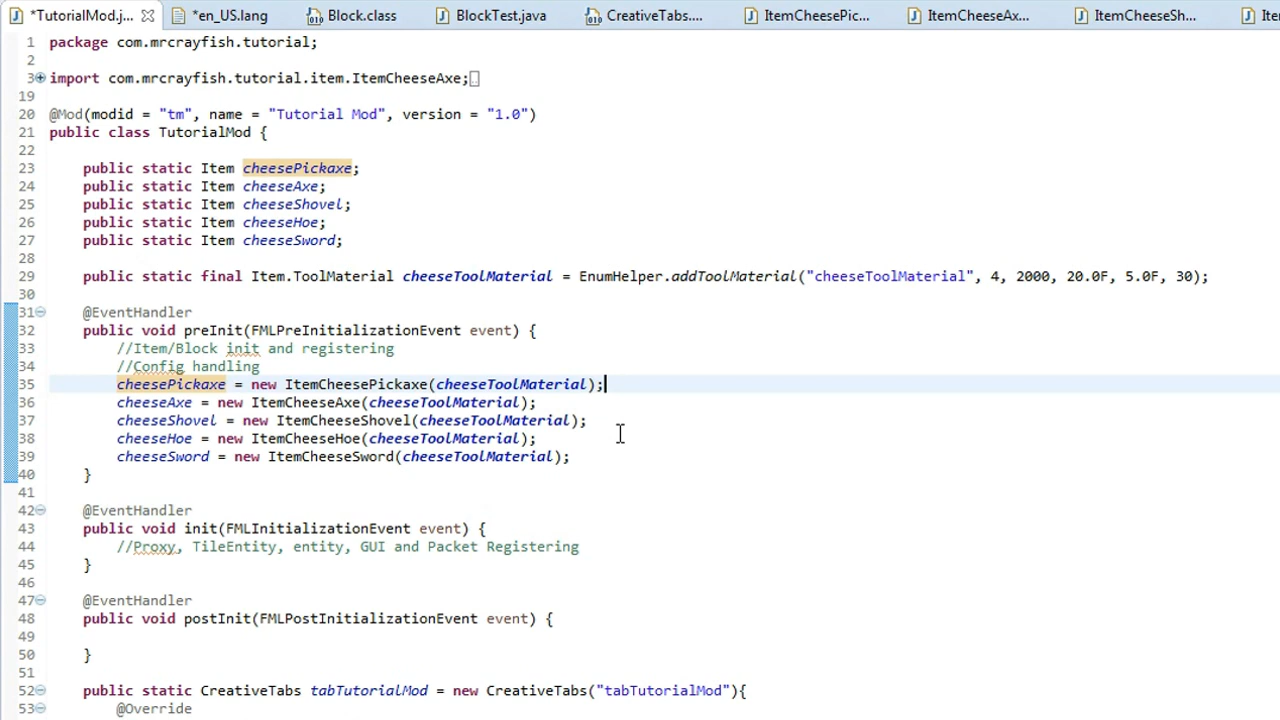 *TutorialMod.j... *en_US.lang Block.class BlockTest.java CreativeTabs.... ItemCheesePic... ItemCheeseAx... ItemCheeseSh... Iter
1 package com.mrcrayfish.tutorial;
2
3 import com.mrcrayfish.tutorial.item.ItemCheeseAxe;
19
20 @Mod(modid = "tm", name = "Tutorial Mod", version = "1.0")
21 public class TutorialMod {
22
23 public static Item cheesePickaxe;
24 public static Item cheeseAxe;
25 public static Item cheeseShovel;
26 public static Item cheeseHoe;
27 public static Item cheeseSword;
28
29 public static final Item.ToolMaterial cheeseToolMaterial = EnumHelper.addToolMaterial("cheeseToolMaterial", 4, 2000, 20.0F, 5.0F, 30);
30
31 @EventHandler
32 public void preInit(FMLPreInitializationEvent event) {
33 //Item/Block init and registering
34 //Config handling
35 cheesePickaxe = new ItemCheesePickaxe(cheeseToolMaterial);
36 cheeseAxe = new ItemCheeseAxe(cheeseToolMaterial);
37 cheeseShovel = new ItemCheeseShovel(cheeseToolMaterial);
38 cheeseHoe = new ItemCheeseHoe(cheeseToolMaterial);
39 cheeseSword = new ItemCheeseSword(cheeseToolMaterial);
40 }
41
42 @EventHandler
43 public void init(FMLInitializationEvent event) {
44 //Proxy, TileEntity, entity, GUI and Packet Registering
45 }
46
47 @EventHandler
48 public void postInit(FMLPostInitializationEvent event) {
49
50 }
51
52 public static CreativeTabs tabTutorialMod = new CreativeTabs("tabTutorialMod"){
53 @Override